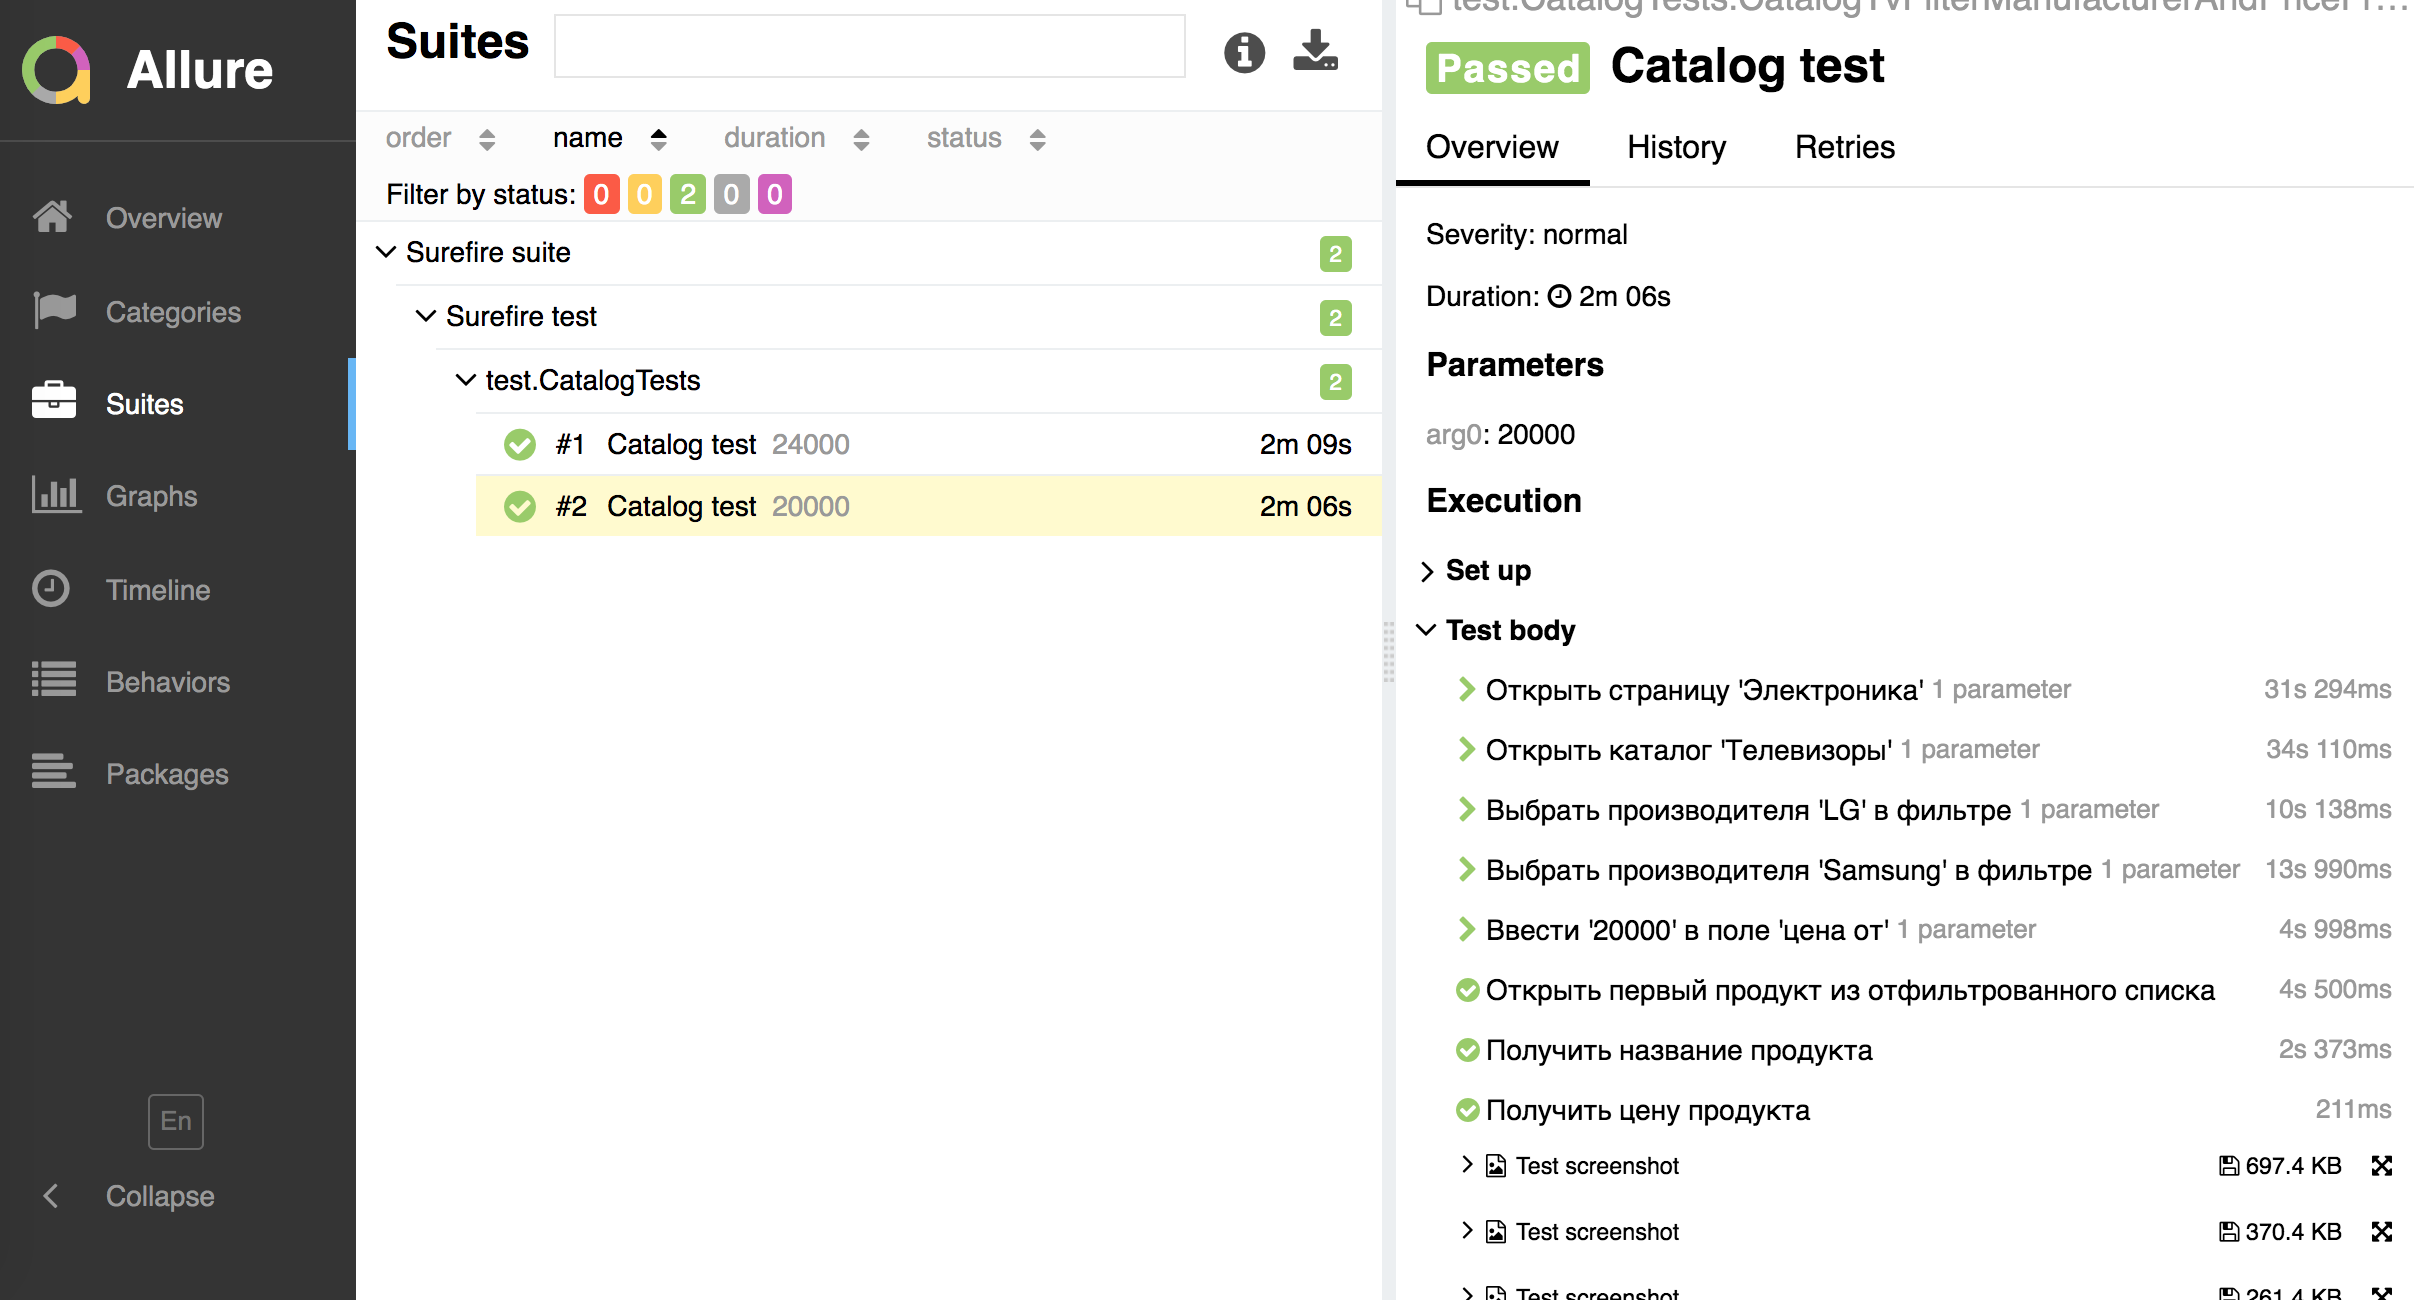 Allure
Overview
Categories
Suites
Graphs
Timeline
Behaviors
Packages
En
Collapse
Suites
order name duration status
Filter by status: 0 0 2 0 0
Surefire suite 2
Surefire test 2
test.CatalogTests 2
#1 Catalog test 24000 2m 09s
#2 Catalog test 20000 2m 06s
Passed Catalog test
Overview History Retries
Severity: normal
Duration: 2m 06s
Parameters
arg0: 20000
Execution
Set up
Test body
Открыть страницу 'Электроника' 1 parameter 31s 294ms
Открыть каталог 'Телевизоры' 1 parameter 34s 110ms
Выбрать производителя 'LG' в фильтре 1 parameter 10s 138ms
Выбрать производителя 'Samsung' в фильтре 1 parameter 13s 990ms
Ввести '20000' в поле 'цена от' 1 parameter 4s 998ms
Открыть первый продукт из отфильтрованного списка 4s 500ms
Получить название продукта 2s 373ms
Получить цену продукта 211ms
Test screenshot 697.4 KB
Test screenshot 370.4 KB
Test screenshot 261.4 KB